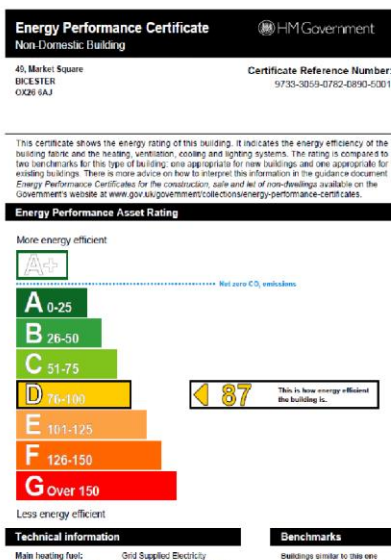 Energy Performance Certificate
Non-Domestic Building
HM Government
49, Market Square
BICESTER
OX26 6AJ
Certificate Reference Number:
9733-3059-0782-0890-5001
This certificate shows the energy rating of this building. It indicates the energy efficiency of the
building fabric and the heating, ventilation, cooling and lighting systems. The rating is compared to
two benchmarks for this type of building: one appropriate for new buildings and one appropriate for
existing buildings. There is more advice on how to interpret this information in the guidance document
Energy Performance Certificates for the construction, sale and let of non-dwellings available on the
Government's website at www.gov.uk/government/collections/energy-performance-certificates.
Energy Performance Asset Rating
More energy efficient
A+
Net zero CO₂ emissions
A 0-25
B 26-50
C 51-75
D 76-100
87
This is how energy efficient
the building is.
E 101-125
F 126-150
G Over 150
Less energy efficient
Technical information
Main heating fuel: Grid Supplied Electricity
Benchmarks
Buildings similar to this one